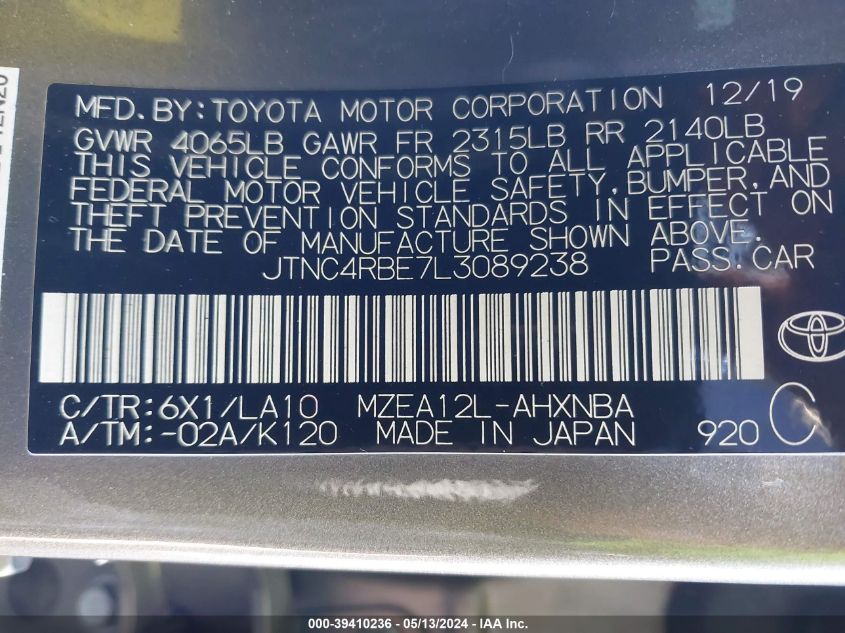 MFD.BY:TOYOTA MOTOR CORPORATION 12/19
GVWR 4065LB GAWR FR 2315LB RR 2140LB
THIS VEHICLE CONFORMS TO ALL APPLICABLE
FEDERAL MOTOR VEHICLE SAFETY,BUMPER,AND
THEFT PREVENTION STANDARDS IN EFFECT ON
THE DATE OF MANUFACTURE SHOWN ABOVE.
JTNC4RBE7L3089238 PASS.CAR
C/TR:6X1/LA10 MZEA12L-AHXNBA
A/TM:-02A/K120 MADE IN JAPAN 920 C
000-39410236 - 05/13/2024 - IAA Inc.